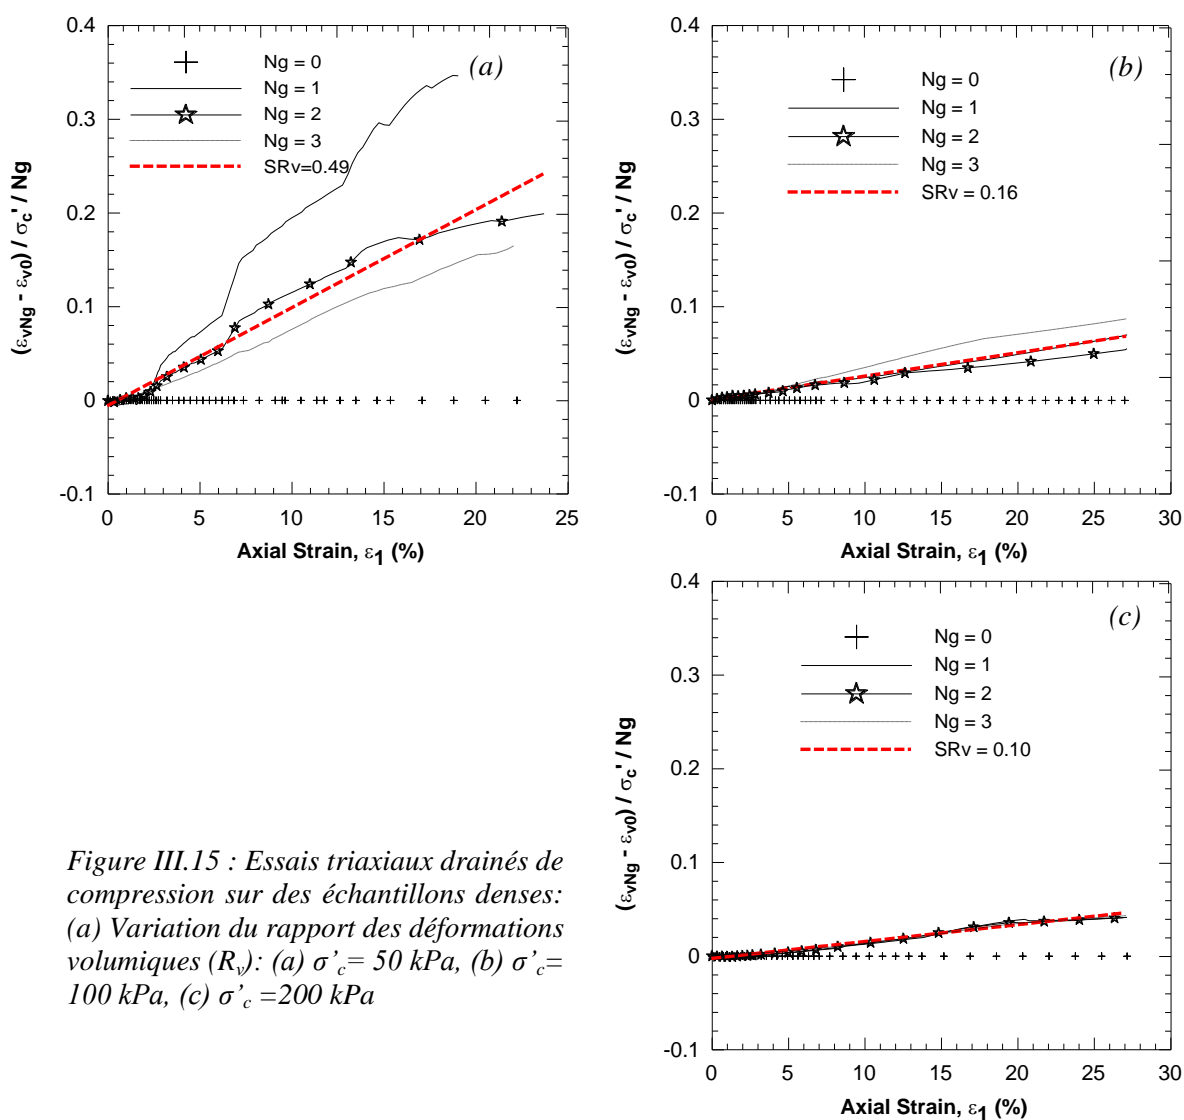 0.4
0.3
0.2
0.1
0
-0.1
(εvNg - εv0) / σc' / Ng
Ng = 0
Ng = 1
Ng = 2
Ng = 3
SRv=0.49
(a)
0 5 10 15 20 25
Axial Strain, ε1 (%)
0.4
0.3
0.2
0.1
0
-0.1
(εvNg - εv0) / σc' / Ng
Ng = 0
Ng = 1
Ng = 2
Ng = 3
SRv = 0.16
(b)
0 5 10 15 20 25 30
Axial Strain, ε1 (%)
0.4
0.3
0.2
0.1
0
-0.1
(εvNg - εv0) / σc' / Ng
Ng = 0
Ng = 1
Ng = 2
Ng = 3
SRv = 0.10
(c)
0 5 10 15 20 25 30
Axial Strain, ε1 (%)
Figure III.15 : Essais triaxiaux drainés de
compression sur des échantillons denses:
(a) Variation du rapport des déformations
volumiques (Rv): (a) σ’c= 50 kPa, (b) σ’c=
100 kPa, (c) σ’c =200 kPa